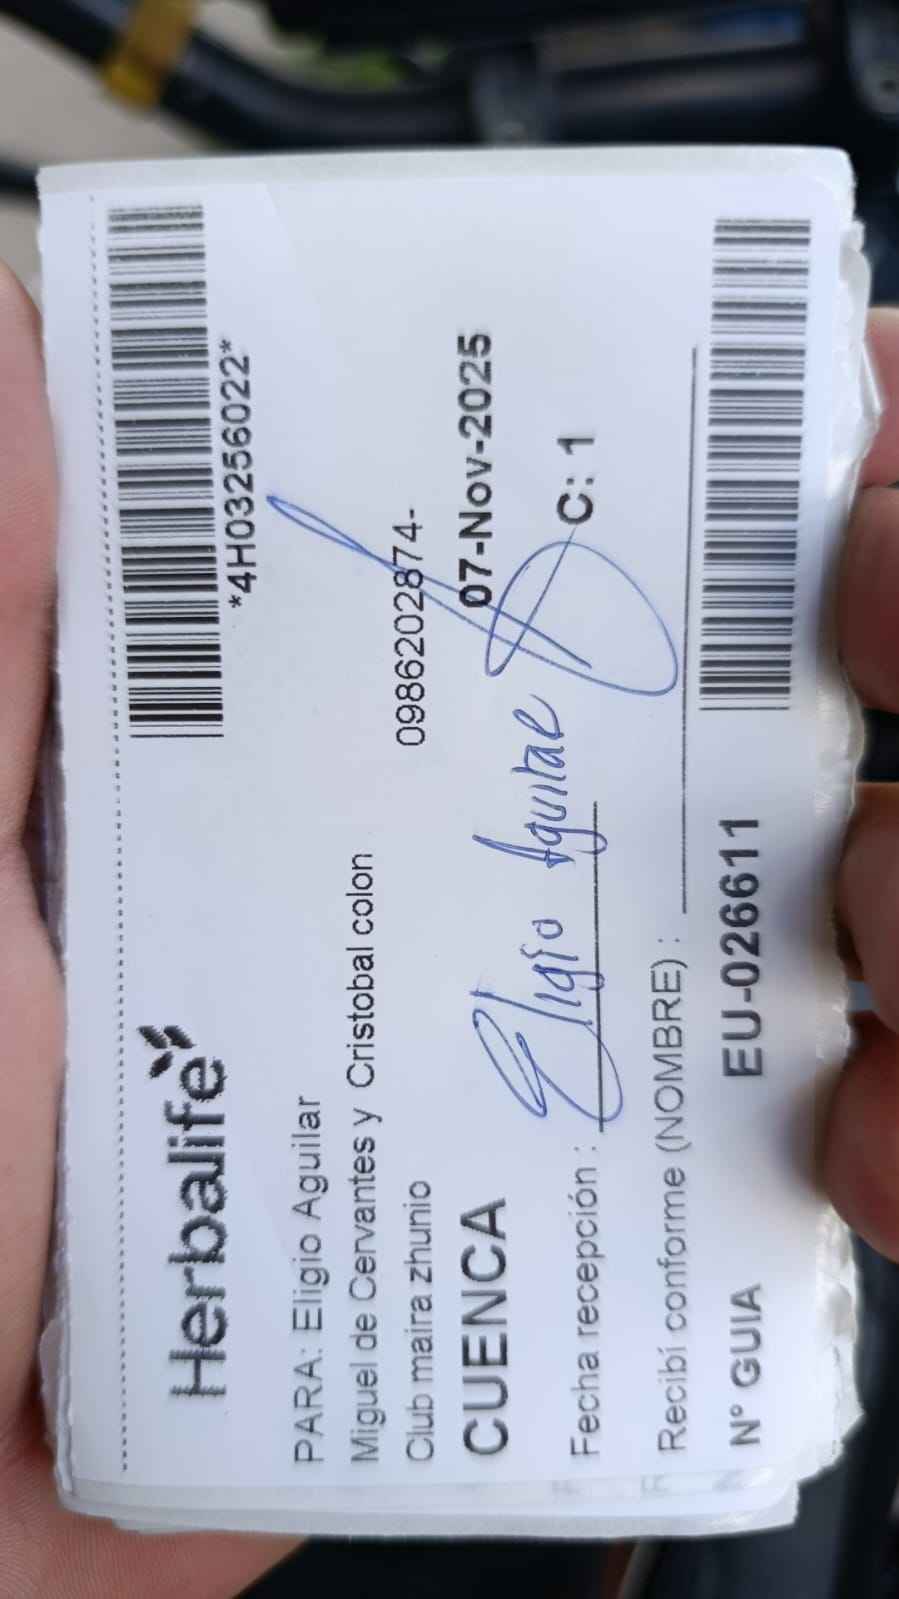 Herbalife
*4H03256022*
PARA: Eligio Aguilar
Miguel de Cervantes y Cristobal colon
Club maira zhunio
0986202874-
CUENCA
07-Nov-2025
Eligio Aguilar
Fecha recepción :
C: 1
Recibí conforme (NOMBRE) :
N° GUIA
EU-026611